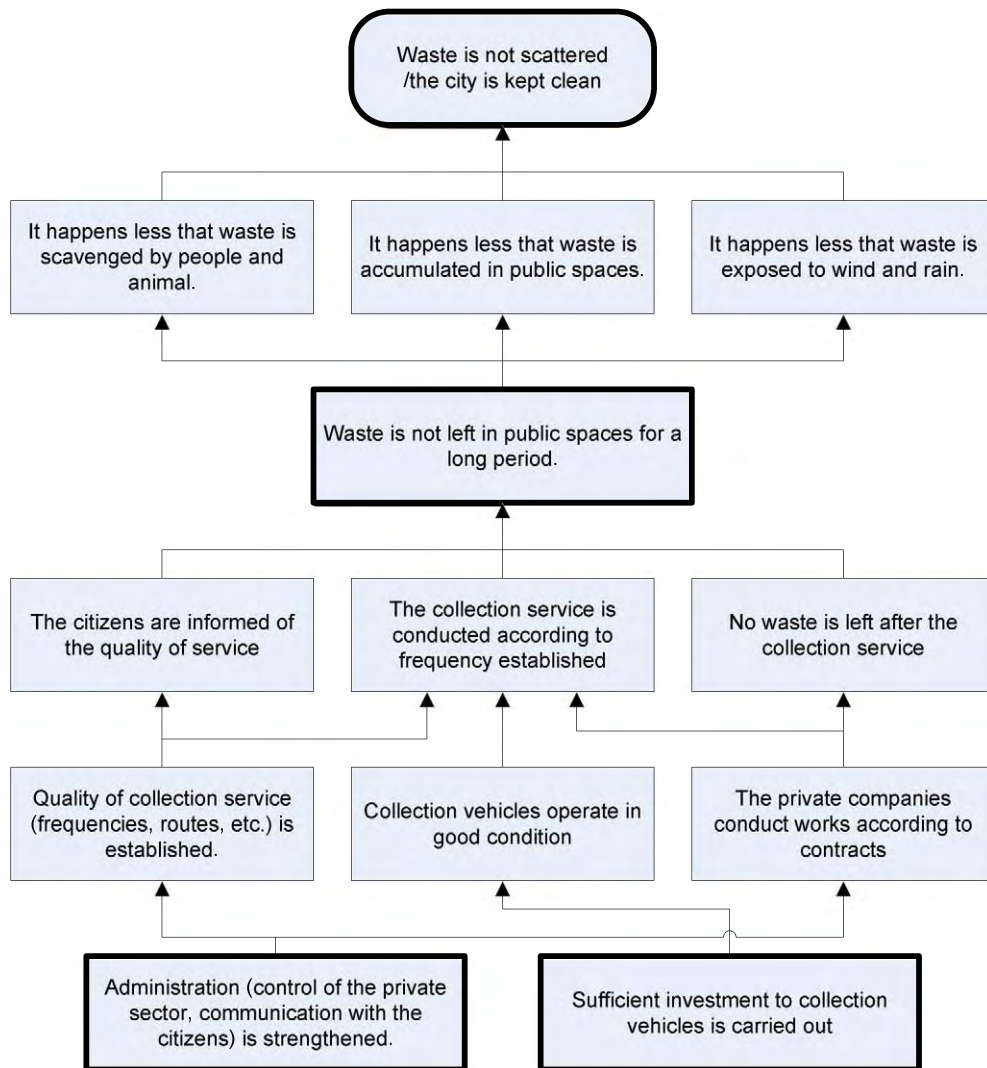 Waste is not scattered
/the city is kept clean
It happens less that waste is
scavenged by people and
animal.
It happens less that waste is
accumulated in public spaces.
It happens less that waste is
exposed to wind and rain.
Waste is not left in public spaces for a
long period.
The citizens are informed of
the quality of service
The collection service is
conducted according to
frequency established
No waste is left after the
collection service
Quality of collection service
(frequencies, routes, etc.) is
established.
Collection vehicles operate in
good condition
The private companies
conduct works according to
contracts
Administration (control of the private
sector, communication with the
citizens) is strengthened.
Sufficient investment to collection
vehicles is carried out